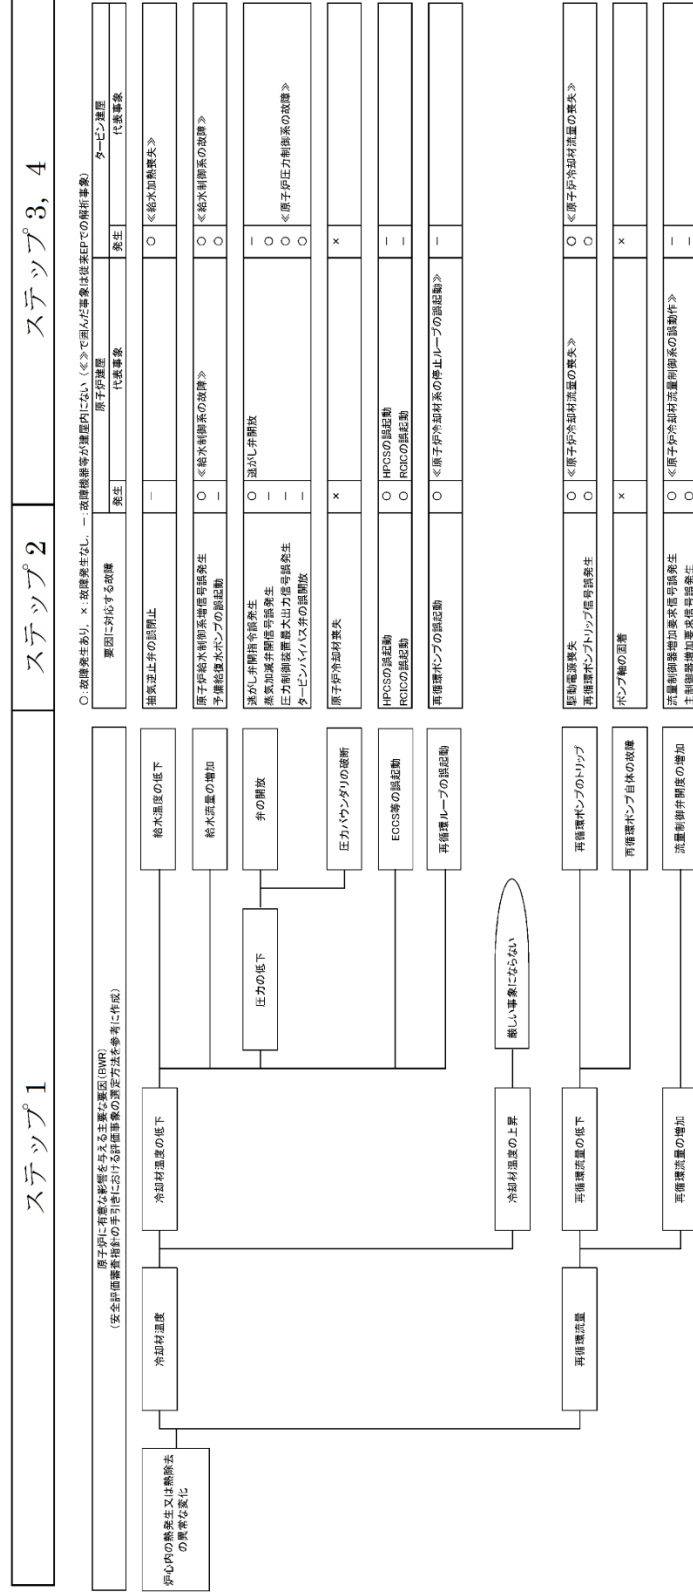 ステップ 1
ステップ 2
ステップ 3, 4
○:故障発生あり, ×:故障発生なし, －:故障機器等が建屋内にない (≪≫で囲んだ事象は従来EPでの解析事象)
原子炉に有意な影響を与える主要な要因(BWR)
(安全評価審査指針の手引きにおける評価事象の選定方法を参考に作成)
要因に対応する故障
原子炉建屋
発生
代表事象
タービン建屋
発生
代表事象
炉心内の熱発生又は熱除去
の異常な変化
冷却材温度
冷却材温度の低下
給水温度の低下
抽気逆止弁の誤閉止
－
○ ≪給水加熱喪失≫
給水流量の増加
原子炉給水制御系増信号誤発生
予備給復水ポンプの誤起動
○ ≪給水制御系の故障≫
－
○ ≪給水制御系の故障≫
○
圧力の低下
弁の開放
逃がし弁開指令誤発生
蒸気加減弁開信号誤発生
圧力制御装置最大出力信号誤発生
タービンバイパス弁の誤開放
○ 逃がし弁開放
－
－
－
－
○
○ ≪原子炉圧力制御系の故障≫
○
圧力バウンダリの破断
原子炉冷却材喪失
×
×
ECCS等の誤起動
HPCSの誤起動
RCICの誤起動
○ HPCSの誤起動
○ RCICの誤起動
－
－
再循環ループの誤起動
再循環ポンプの誤起動
○ ≪原子炉冷却材系の停止ループの誤起動≫
－
冷却材温度の上昇
厳しい事象にならない
再循環流量
再循環流量の低下
再循環ポンプのトリップ
駆動電源喪失
再循環ポンプトリップ信号誤発生
○ ≪原子炉冷却材流量の喪失≫
○
○ ≪原子炉冷却材流量の喪失≫
○
再循環ポンプ自体の故障
ポンプ軸の固着
×
×
再循環流量の増加
流量制御弁開度の増加
流量制御器増加要求信号誤発生
主制御器増加要求信号誤発生
○ ≪原子炉冷却材流量制御系の誤動作≫
○
－
－